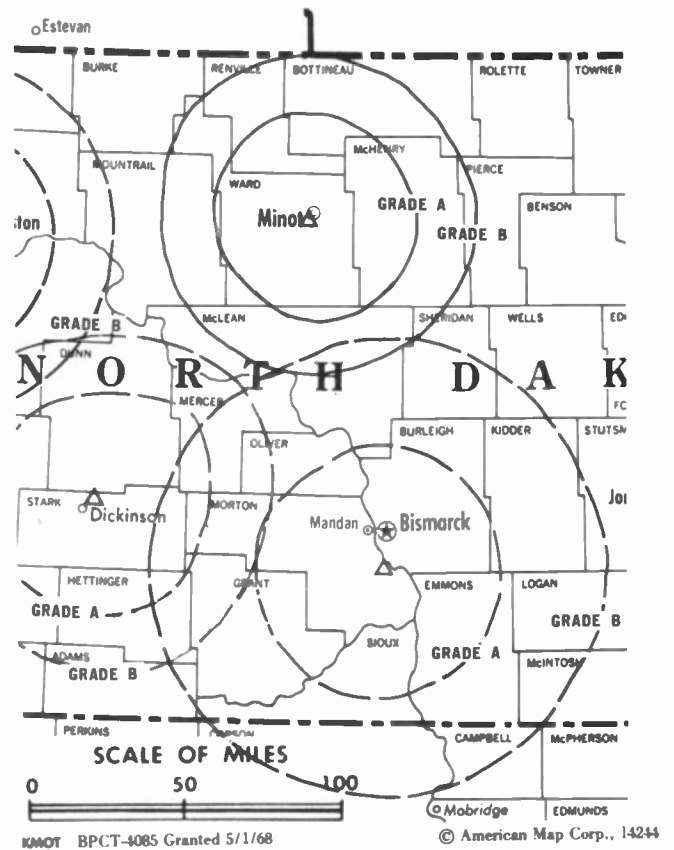 Estevan
BURKE
RENVILLE
BOTTINEAU
ROLETTE
TOWNER
MOUNTRAIL
McHENRY
PIERCE
WARD
BENSON
GRADE A
Minot
GRADE B
ston
McLEAN
SHERIDAN
WELLS
GRADE B
DUNN
NORTH DAK
MERCER
BURLEIGH
KIDDER
STUTSM
OLIVER
STARK
MORTON
Dickinson
Mandan
Bismarck
HETTINGER
GRANT
EMMONS
LOGAN
GRADE A
GRADE B
SIOUX
GRADE A
ADAMS
McINTOSH
GRADE B
PERKINS
CORSON
CAMPBELL
McPHERSON
SCALE OF MILES
0 50 100
Mobridge
EDMUNDS
KMOT BPCT-4085 Granted 5/1/68
© American Map Corp., 14244